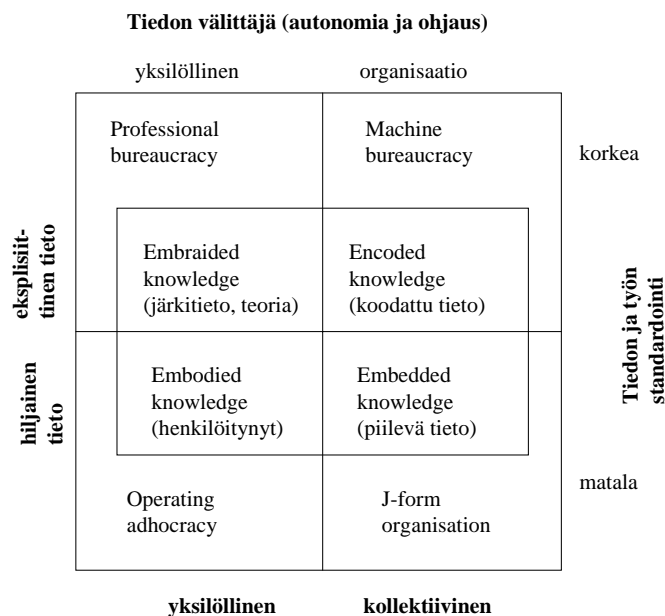 Tiedon välittäjä (autonomia ja ohjaus)
yksilöllinen
organisaatio
Professional
bureaucracy
Machine
bureaucracy
korkea
eksplisiit-
tinen tieto
Embraided
knowledge
(järkitieto, teoria)
Encoded
knowledge
(koodattu tieto)
Tiedon ja työn
standardointi
hiljainen
tieto
Embodied
knowledge
(henkilöitynyt)
Embedded
knowledge
(piilevä tieto)
Operating
adhocracy
J-form
organisation
matala
yksilöllinen
kollektiivinen